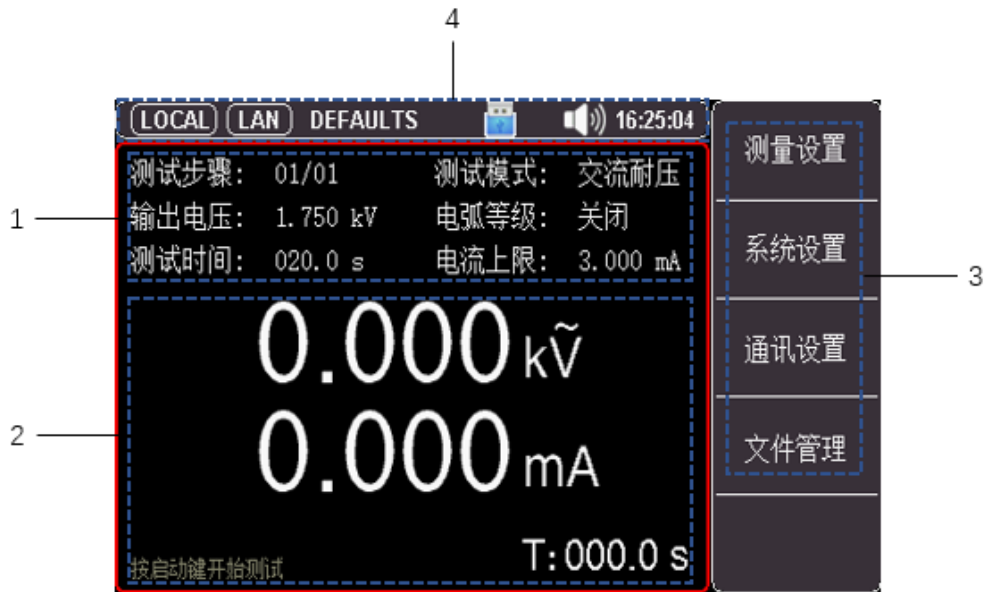 4
LOCAL LAN DEFAULTS 16:25:04
测试步骤: 01/01 测试模式: 交流耐压
输出电压: 1.750 kV 电弧等级: 关闭
测试时间: 020.0 s 电流上限: 3.000 mA
1
0.000 kṼ
0.000 mA
2
T:000.0 s
按启动键开始测试
测量设置
系统设置
3
通讯设置
文件管理